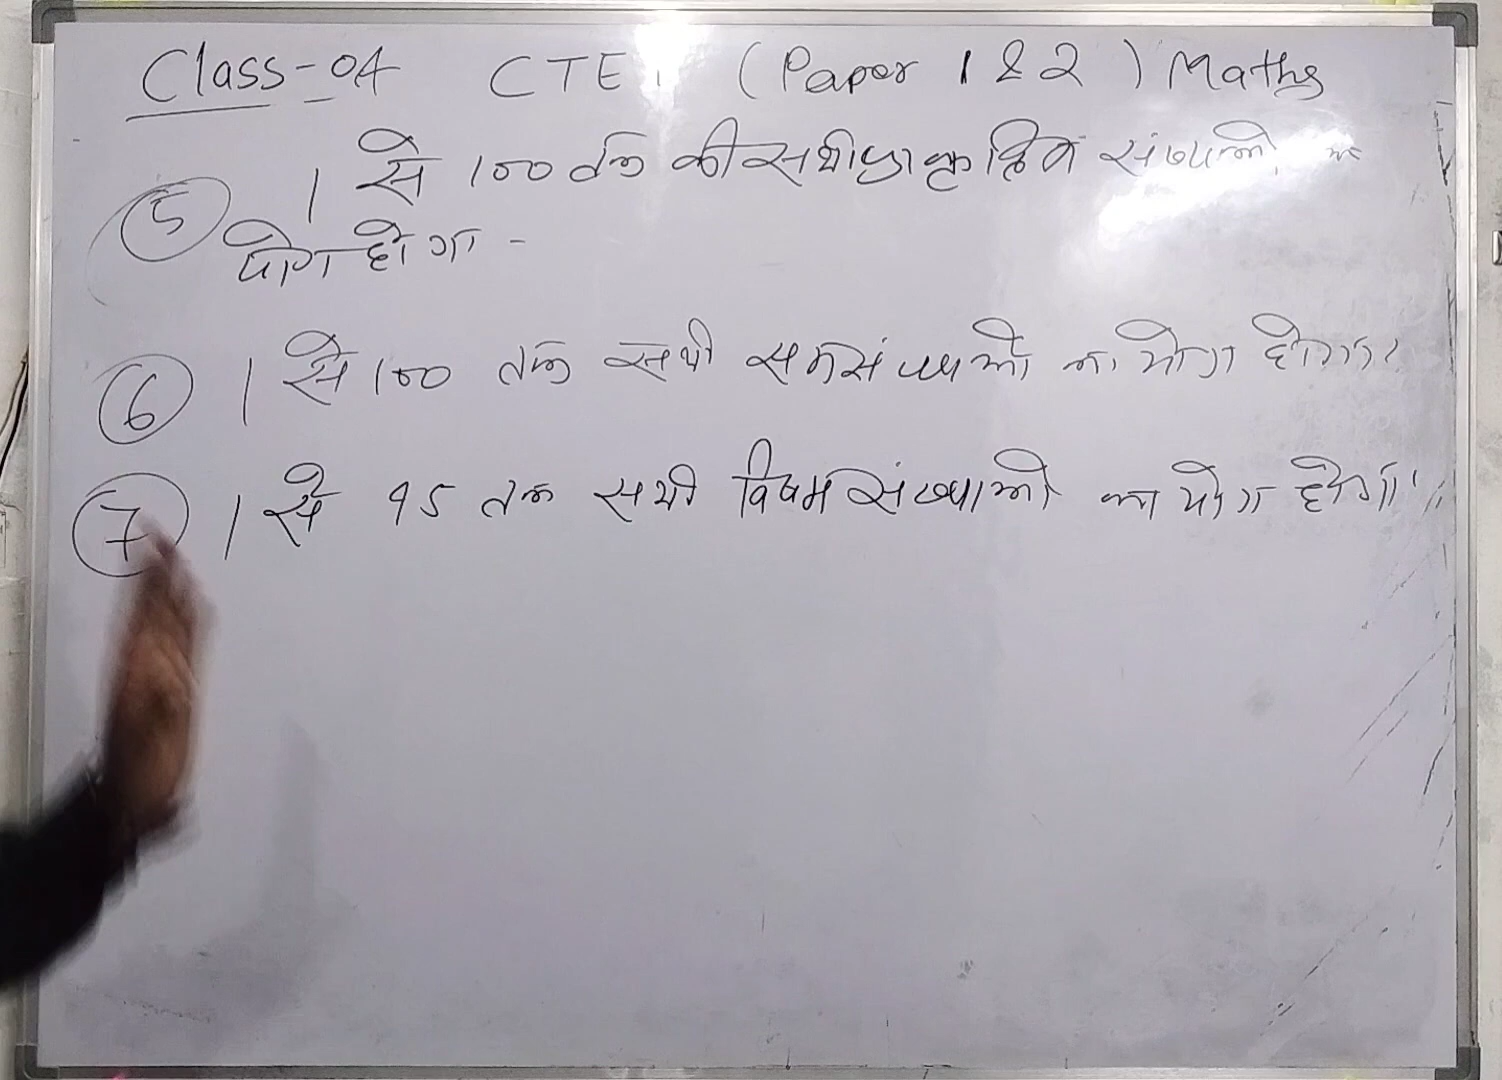 Class-04 CTET (Paper 1 & 2) Maths
⑤ 1 से 100 तक की सभी प्राकृतिक संख्याओं का
योग होगा -
⑥ 1 से 100 तक सभी सम संख्याओं का योग होगा।
⑦ 1 से 95 तक सभी विषम संख्याओं का योग होगा।